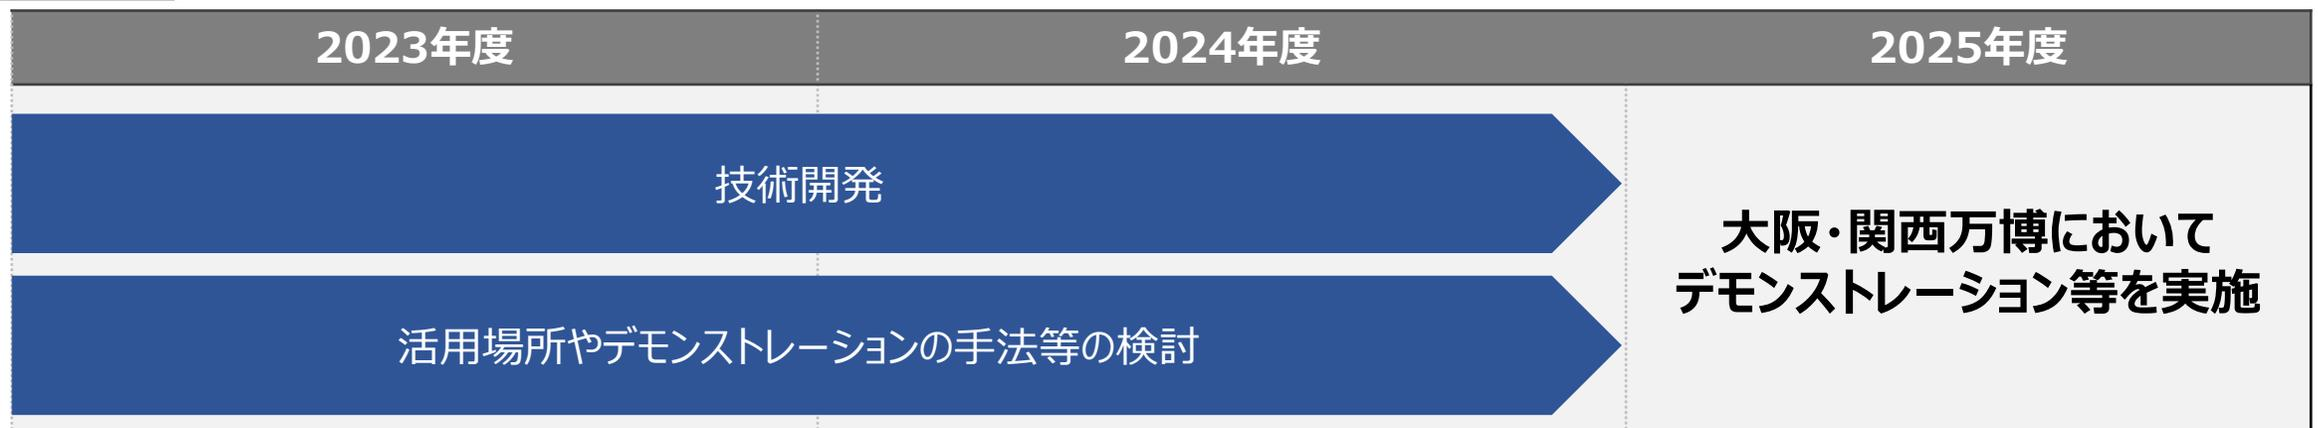 2023年度
2024年度
2025年度
技術開発
活用場所やデモンストレーションの手法等の検討
大阪・関西万博において
デモンストレーション等を実施